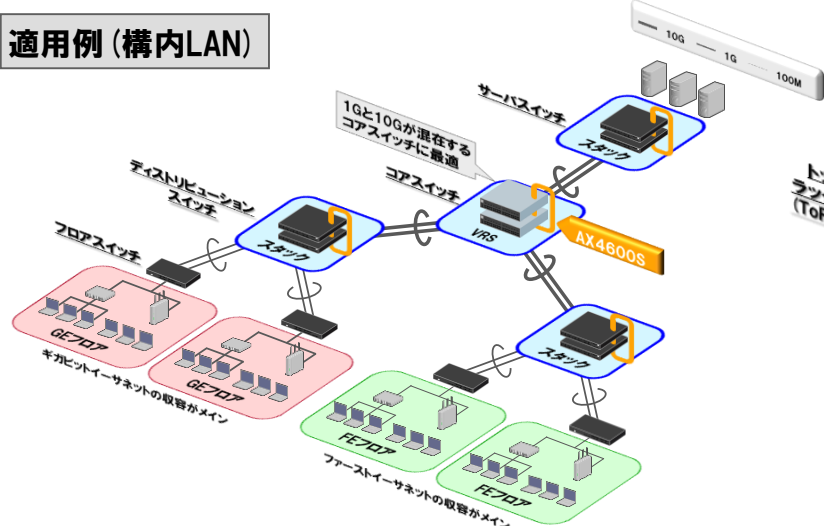 適用例(構内LAN)
10G
1G
100M
サーバスイッチ
スタック
1Gと10Gが混在する
コアスイッチに最適
コアスイッチ
VRS
AX4600S
ディストリビューション
スイッチ
スタック
フロアスイッチ
GEフロア
GEフロア
ギガビットイーサネットの収容がメイン
スタック
FEフロア
FEフロア
ファーストイーサネットの収容がメイン
ラッ
(ToR